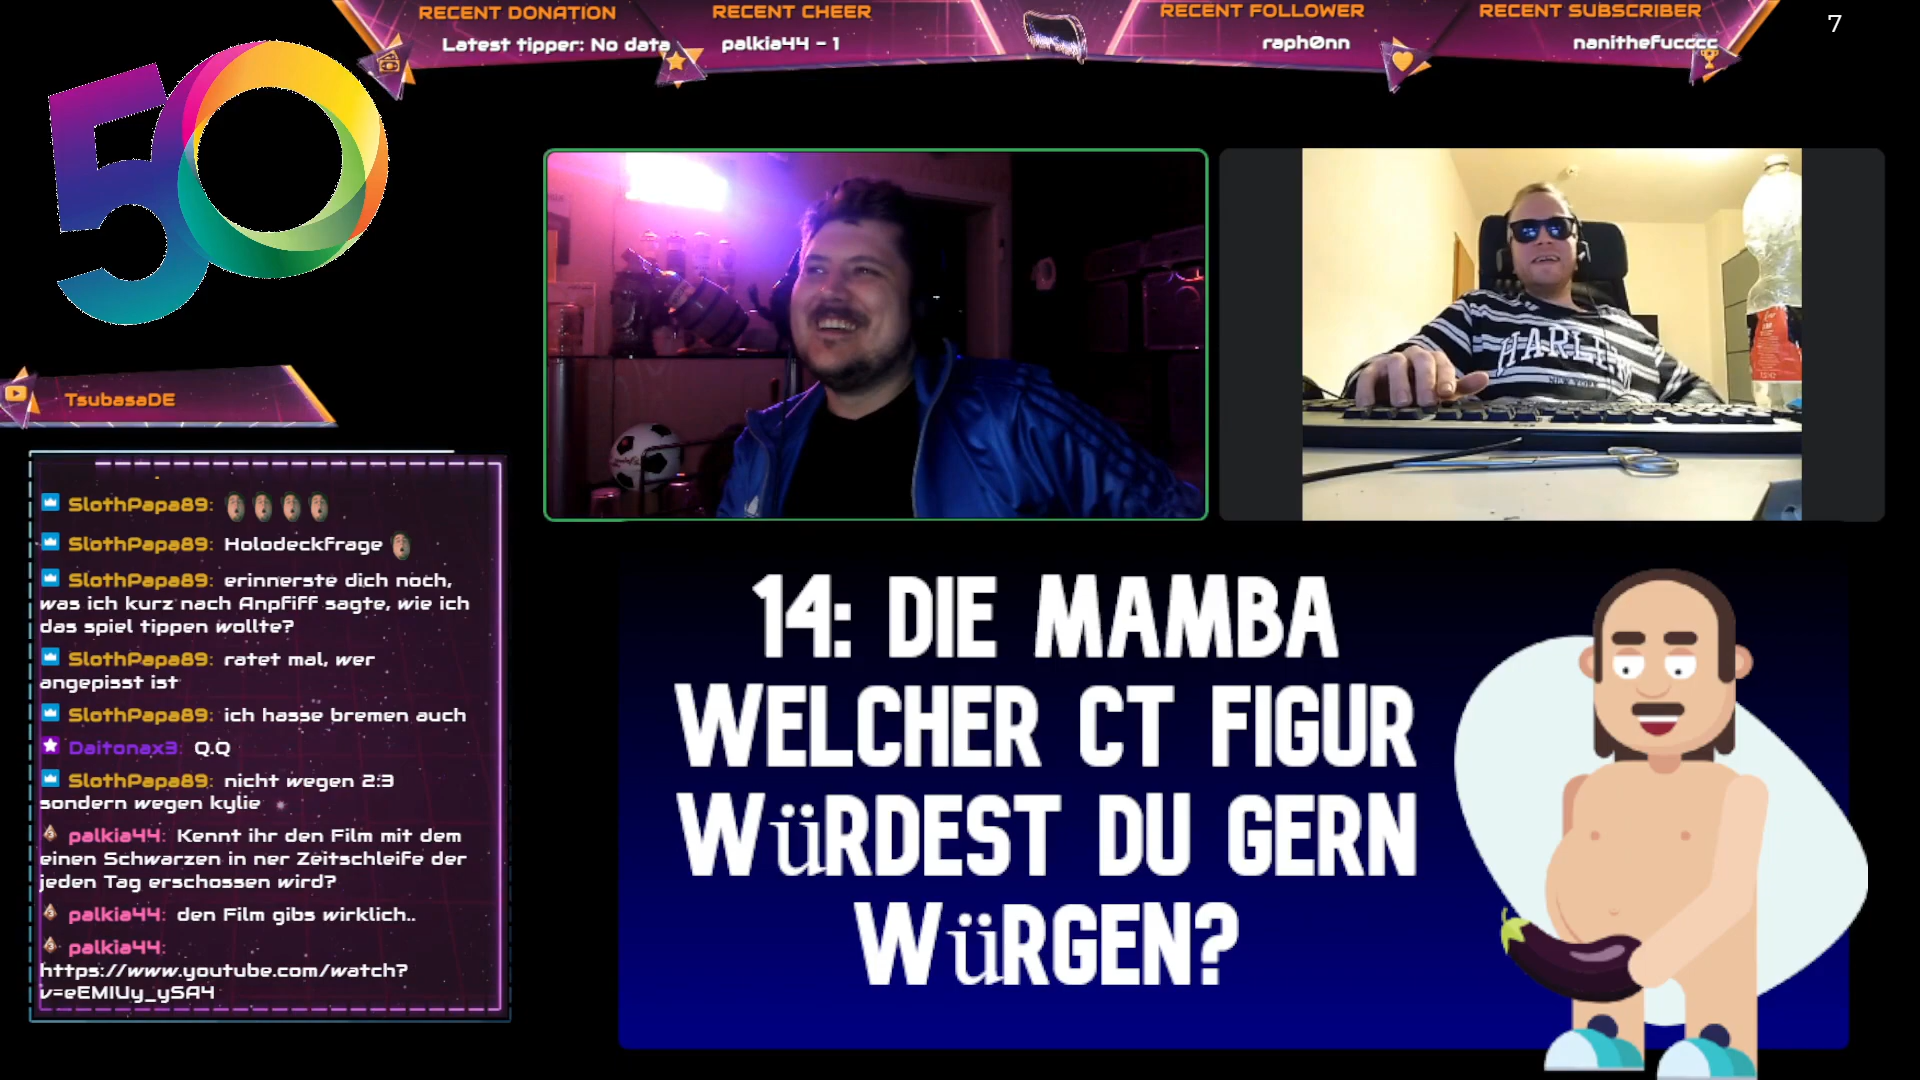 RECENT DONATION
Latest tipper: No data
RECENT CHEER
palkia44 - 1
RECENT FOLLOWER
raph0nn
RECENT SUBSCRIBER
nanithefucccc
7
50
TsubasaDE
SlothPapa89:
SlothPapa89: Holodeckfrage
SlothPapa89: erinnerste dich noch,
was ich kurz nach Anpfiff sagte, wie ich
das spiel tippen wollte?
SlothPapa89: ratet mal, wer
angepisst ist
SlothPapa89: ich hasse bremen auch
Daitonax3: Q.Q
SlothPapa89: nicht wegen 2:3
sondern wegen kylie
palkia44: Kennt ihr den Film mit dem
einen Schwarzen in ner Zeitschleife der
jeden Tag erschossen wird?
palkia44: den Film gibs wirklich..
palkia44:
https://www.youtube.com/watch?
v=eEMIUy_ySA4
HARLEM
NEW YORK
14: DIE MAMBA
WELCHER CT FIGUR
WüRDEST DU GERN
WüRGEN?